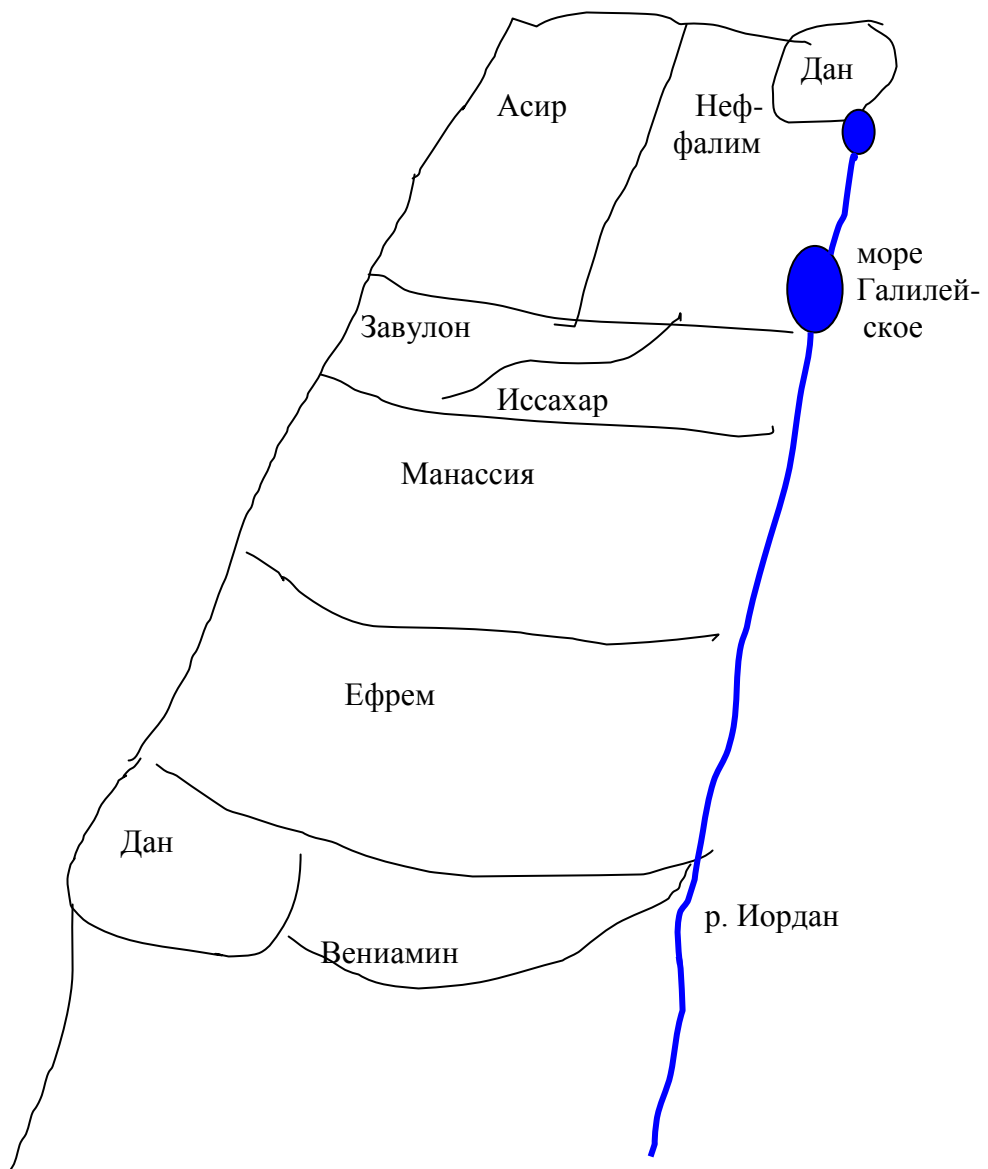 Дан
Асир
Неф-
фалим
море
Галилей-
ское
Завулон
Иссахар
Манассия
Ефрем
Дан
р. Иордан
Вениамин